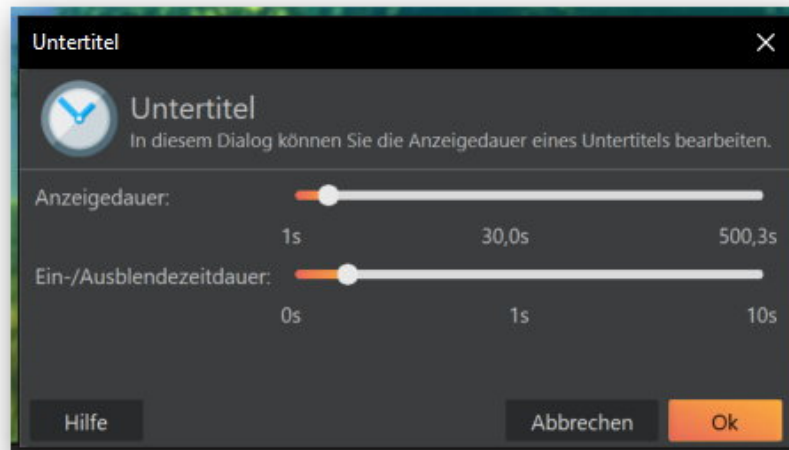 Untertitel
Untertitel
In diesem Dialog können Sie die Anzeigedauer eines Untertitels bearbeiten.
Anzeigedauer:
1s 30,0s 500,3s
Ein-/Ausblendezeitdauer:
0s 1s 10s
Hilfe Abbrechen Ok